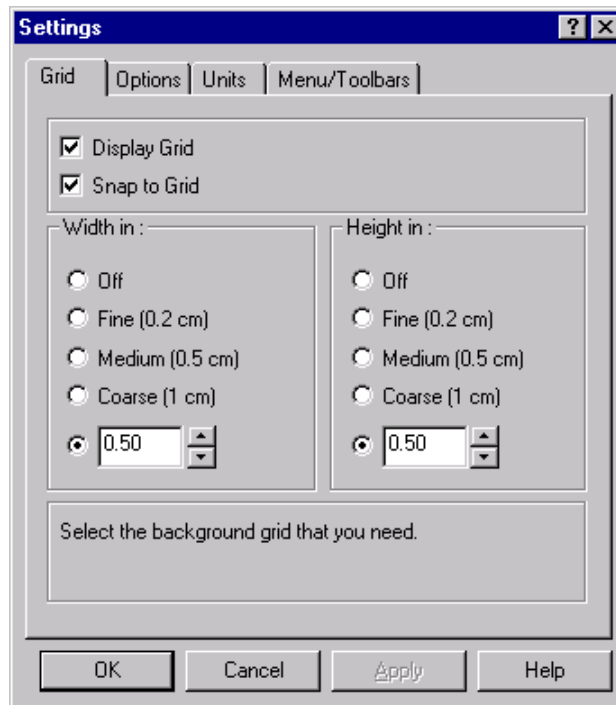 Settings
Grid Options Units Menu/Toolbars
Display Grid
Snap to Grid
Width in :
Off
Fine (0.2 cm)
Medium (0.5 cm)
Coarse (1 cm)
0.50
Height in :
Off
Fine (0.2 cm)
Medium (0.5 cm)
Coarse (1 cm)
0.50
Select the background grid that you need.
OK Cancel Apply Help